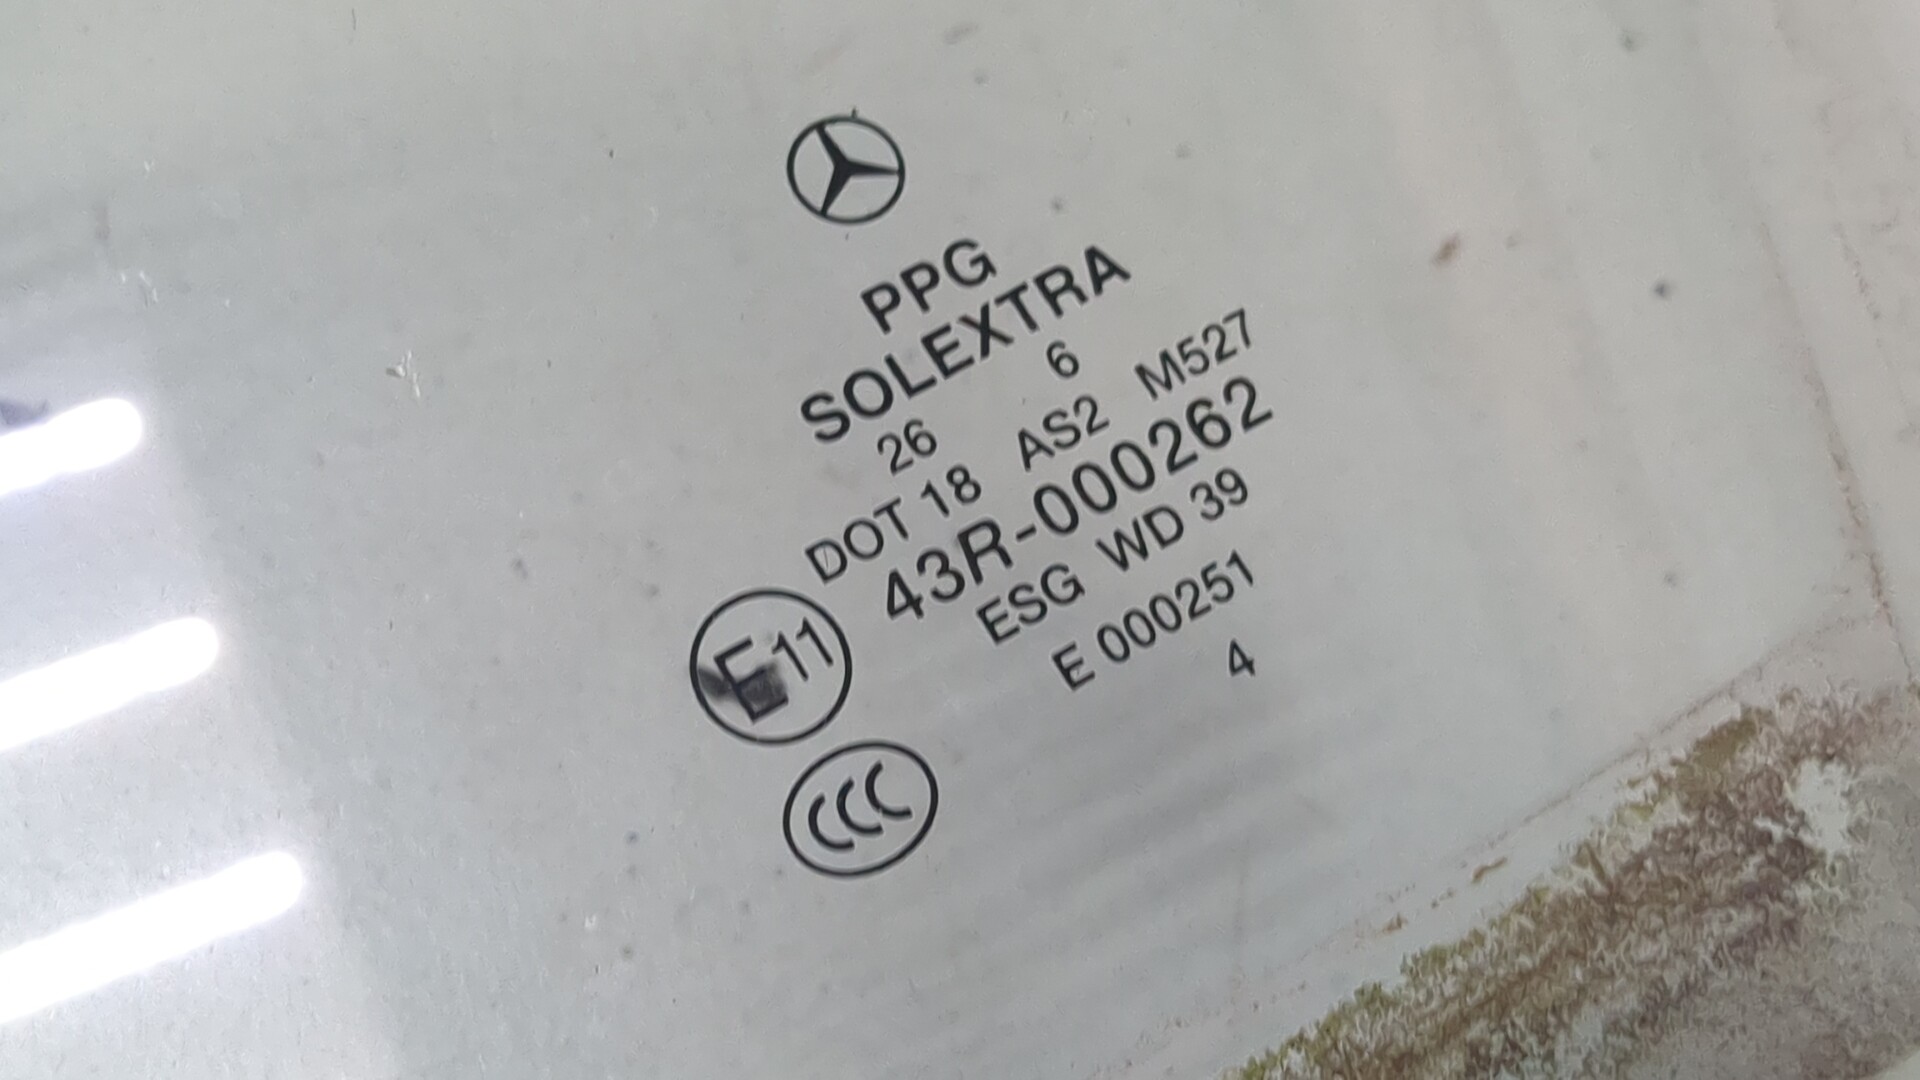 PPG
SOLEXTRA
26 6
DOT 18 AS2 M527
43R-000262
ESG WD 39
E11
E 000251
4
CCC